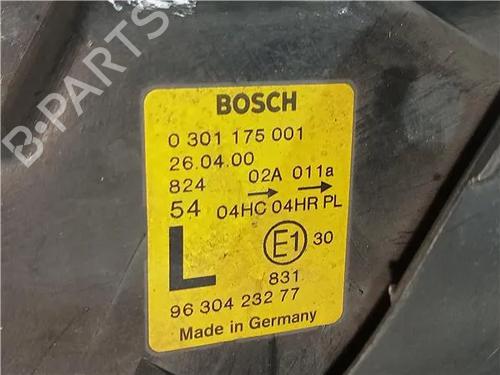 B-PARTS
BOSCH
0 301 175 001
26.04.00
824 02A 011a
54 04HC 04HR PL
L E1 30
831
96 304 232 77
Made in Germany